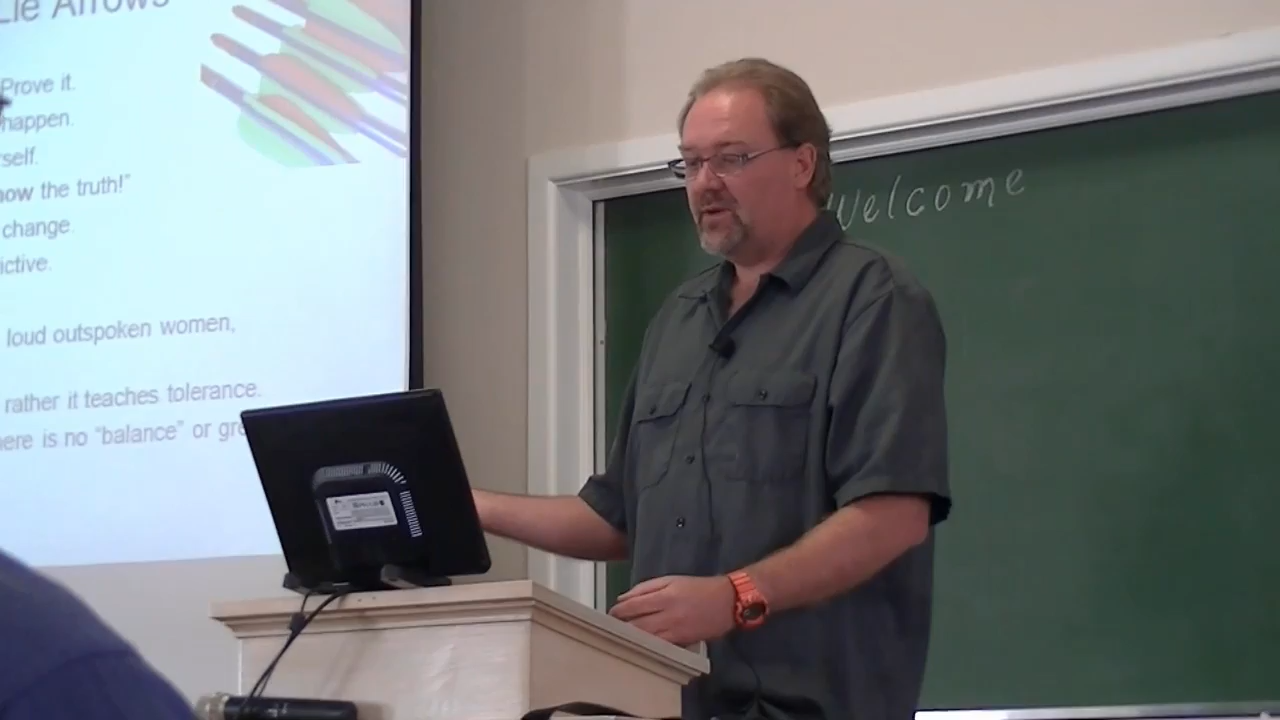 Lie Arrows
Prove it.
happen.
rself.
now the truth!"
change.
ictive.
loud outspoken women,
rather it teaches tolerance.
here is no "balance" or gre
Welcome